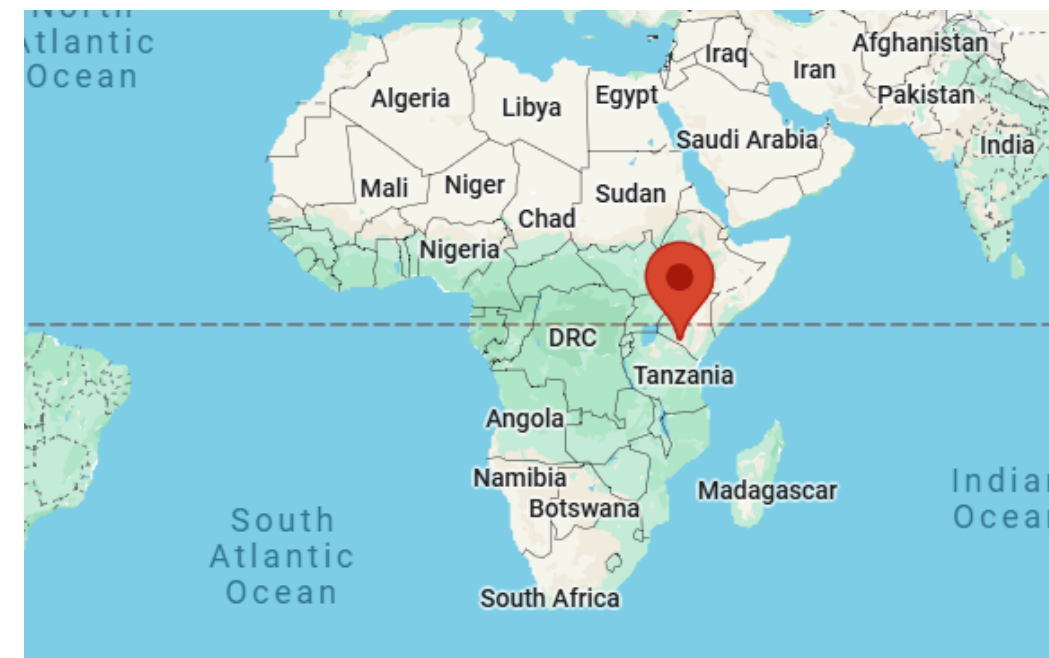 North
Atlantic
Ocean
Algeria
Libya
Egypt
Iraq
Iran
Afghanistan
Pakistan
Saudi Arabia
India
Mali
Niger
Chad
Sudan
Nigeria
DRC
Tanzania
Angola
Namibia
Botswana
Madagascar
South Africa
South
Atlantic
Ocean
Indian
Ocean